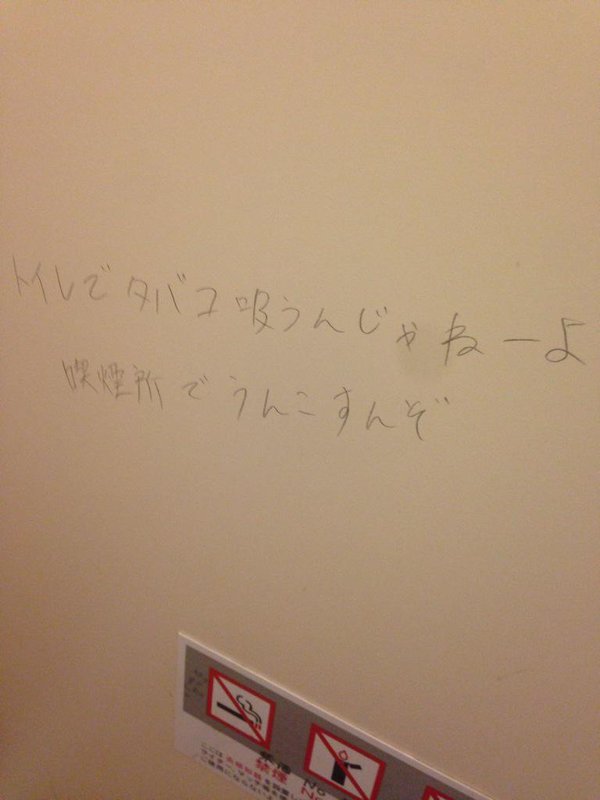 トイレでタバコ吸うんじゃねーよ
喫煙所でうんこすんぞ
禁煙 No